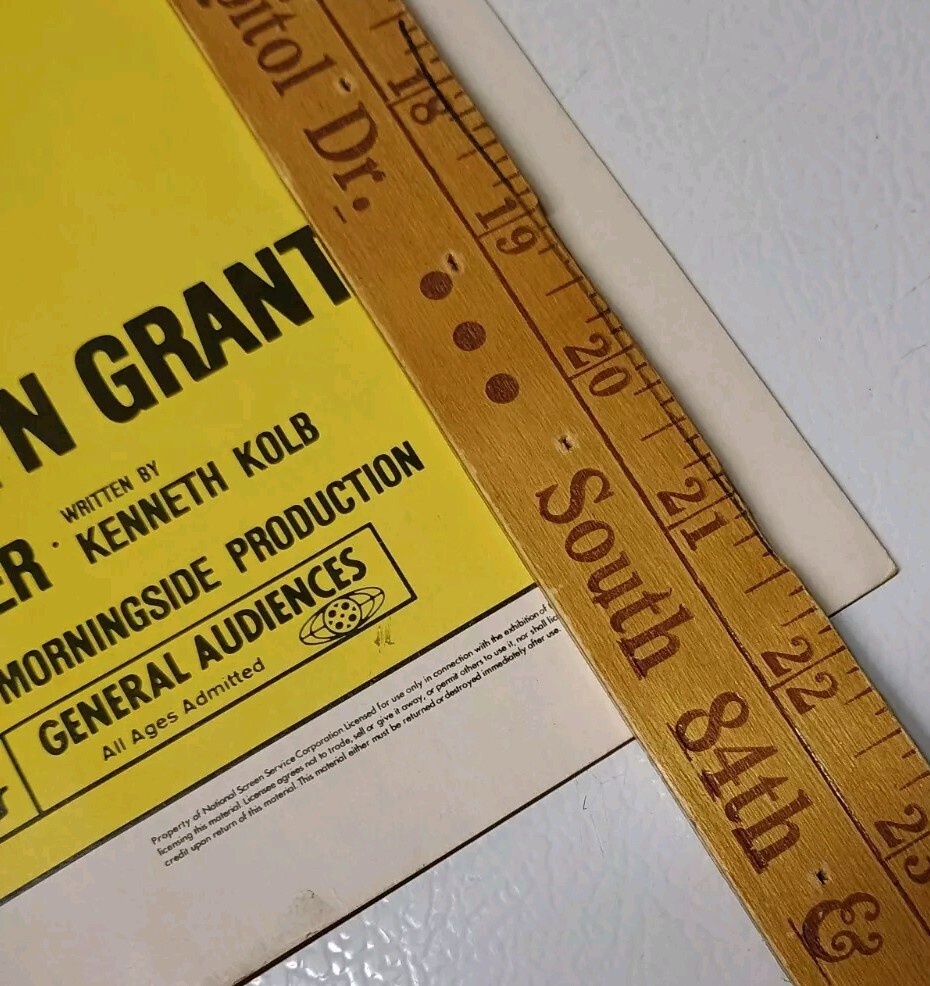 N GRANT
WRITTEN BY
ER · KENNETH KOLB
MORNINGSIDE PRODUCTION
GENERAL AUDIENCES
All Ages Admitted
Property of National Screen Service Corporation Licensed for use only in connection with the exhibition of
licensing this material. Licensee agrees not to trade, sell or give it away, or permit others to use it, nor shall lic
credit upon return of this material. This material either must be returned or destroyed immediately after use.
pitol Dr. ● ● ● South 84th &
18 19 20 21 22 23